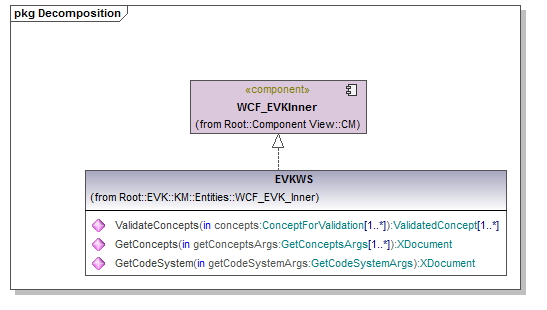 pkg Decomposition
«component»
WCF_EVKInner
(from Root::Component View::CM)
EVKWS
(from Root::EVK::KM::Entities::WCF_EVK_Inner)
ValidateConcepts(in concepts:ConceptForValidation[1..*]):ValidatedConcept[1..*]
GetConcepts(in getConceptsArgs:GetConceptsArgs[1..*]):XDocument
GetCodeSystem(in getCodeSystemArgs:GetCodeSystemArgs):XDocument